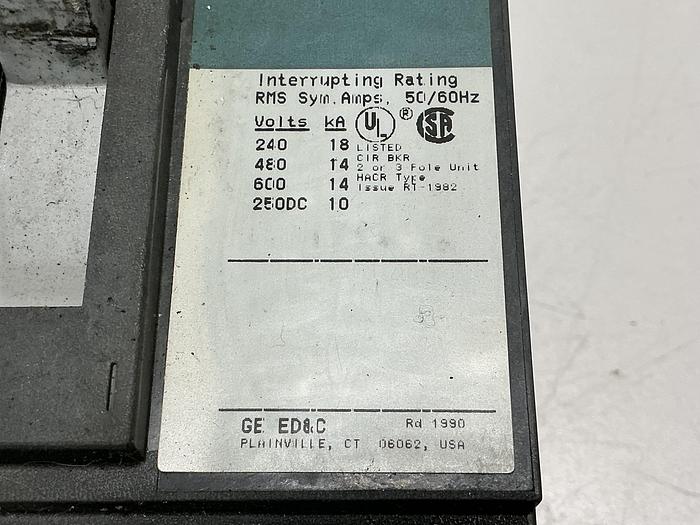 Interrupting Rating
RMS Sym. Amps, 50/60Hz
Volts kA
240 18
480 14
600 14
250DC 10
UL ® SA
LISTED
CIR BKR
2 or 3 Pole Unit
HACR Type
Issue RT-1982
GE ED&C Rd 1990
PLAINVILLE, CT 06062, USA